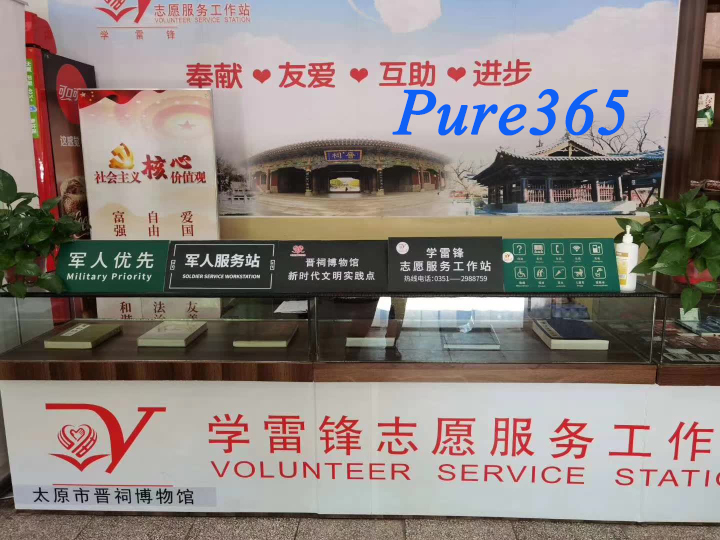 志愿服务工作站
VOLUNTEER SERVICE STATION
学雷锋
奉献❤友爱❤互助❤进步
Pure365
社会主义核心价值观
富强
自由
爱国
晋祠
军人优先
Military Priority
军人服务站
SOLDIER SERVICE WORKSTATION
晋祠博物馆
新时代文明实践点
学雷锋
志愿服务工作站
热线电话:0351—2988759
学雷锋志愿服务工作
VOLUNTEER SERVICE STATIO
太原市晋祠博物馆